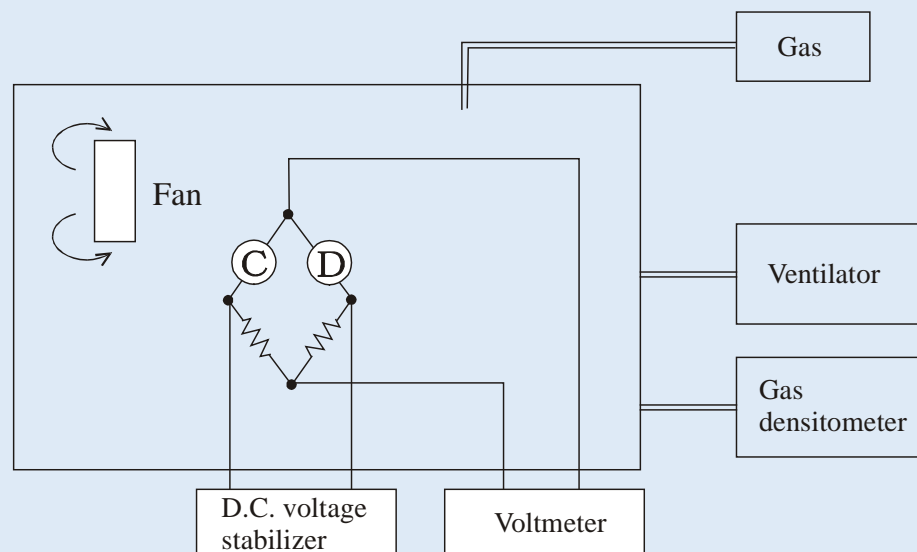 Gas
Fan
C
D
Ventilator
Gas
densitometer
D.C. voltage
stabilizer
Voltmeter